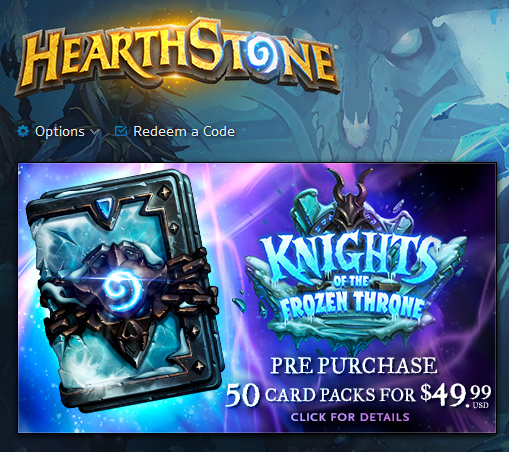 HEARTHSTONE
Options
Redeem a Code
KNIGHTS
OF THE
FROZEN THRONE
PRE PURCHASE
50 CARD PACKS FOR $49.99 USD
CLICK FOR DETAILS